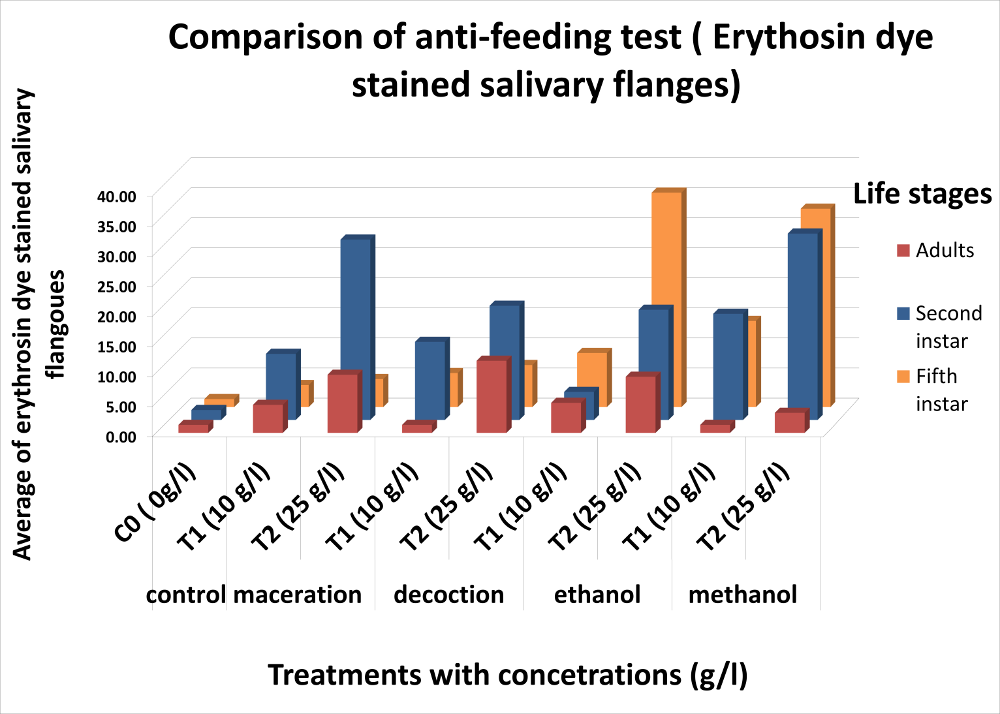 Comparison of anti-feeding test ( Erythosin dye
stained salivary flanges)
Average of erythrosin dye stained salivary
flangoues
40.00
35.00
30.00
25.00
20.00
15.00
10.00
5.00
0.00
C0 ( 0g/l)
T1 (10 g/l)
T2 (25 g/l)
T1 (10 g/l)
T2 (25 g/l)
T1 (10 g/l)
T2 (25 g/l)
T1 (10 g/l)
T2 (25 g/l)
control
maceration
decoction
ethanol
methanol
Treatments with concetrations (g/l)
Life stages
Adults
Second
instar
Fifth
instar